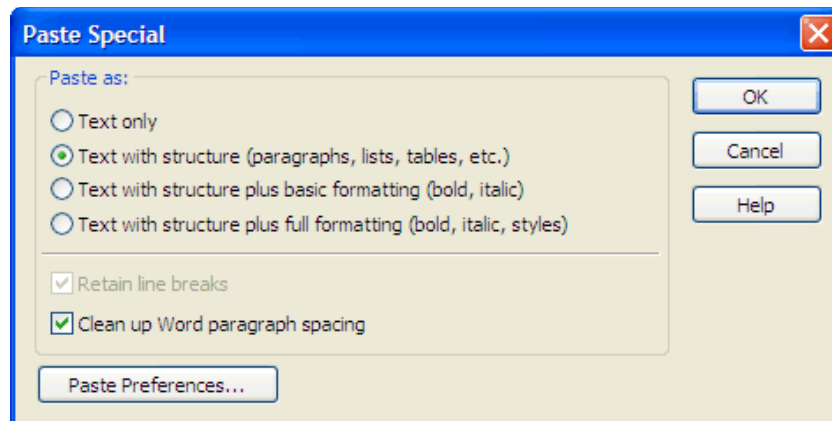 Paste Special
Paste as:
Text only
Text with structure (paragraphs, lists, tables, etc.)
Text with structure plus basic formatting (bold, italic)
Text with structure plus full formatting (bold, italic, styles)
Retain line breaks
Clean up Word paragraph spacing
Paste Preferences...
OK
Cancel
Help